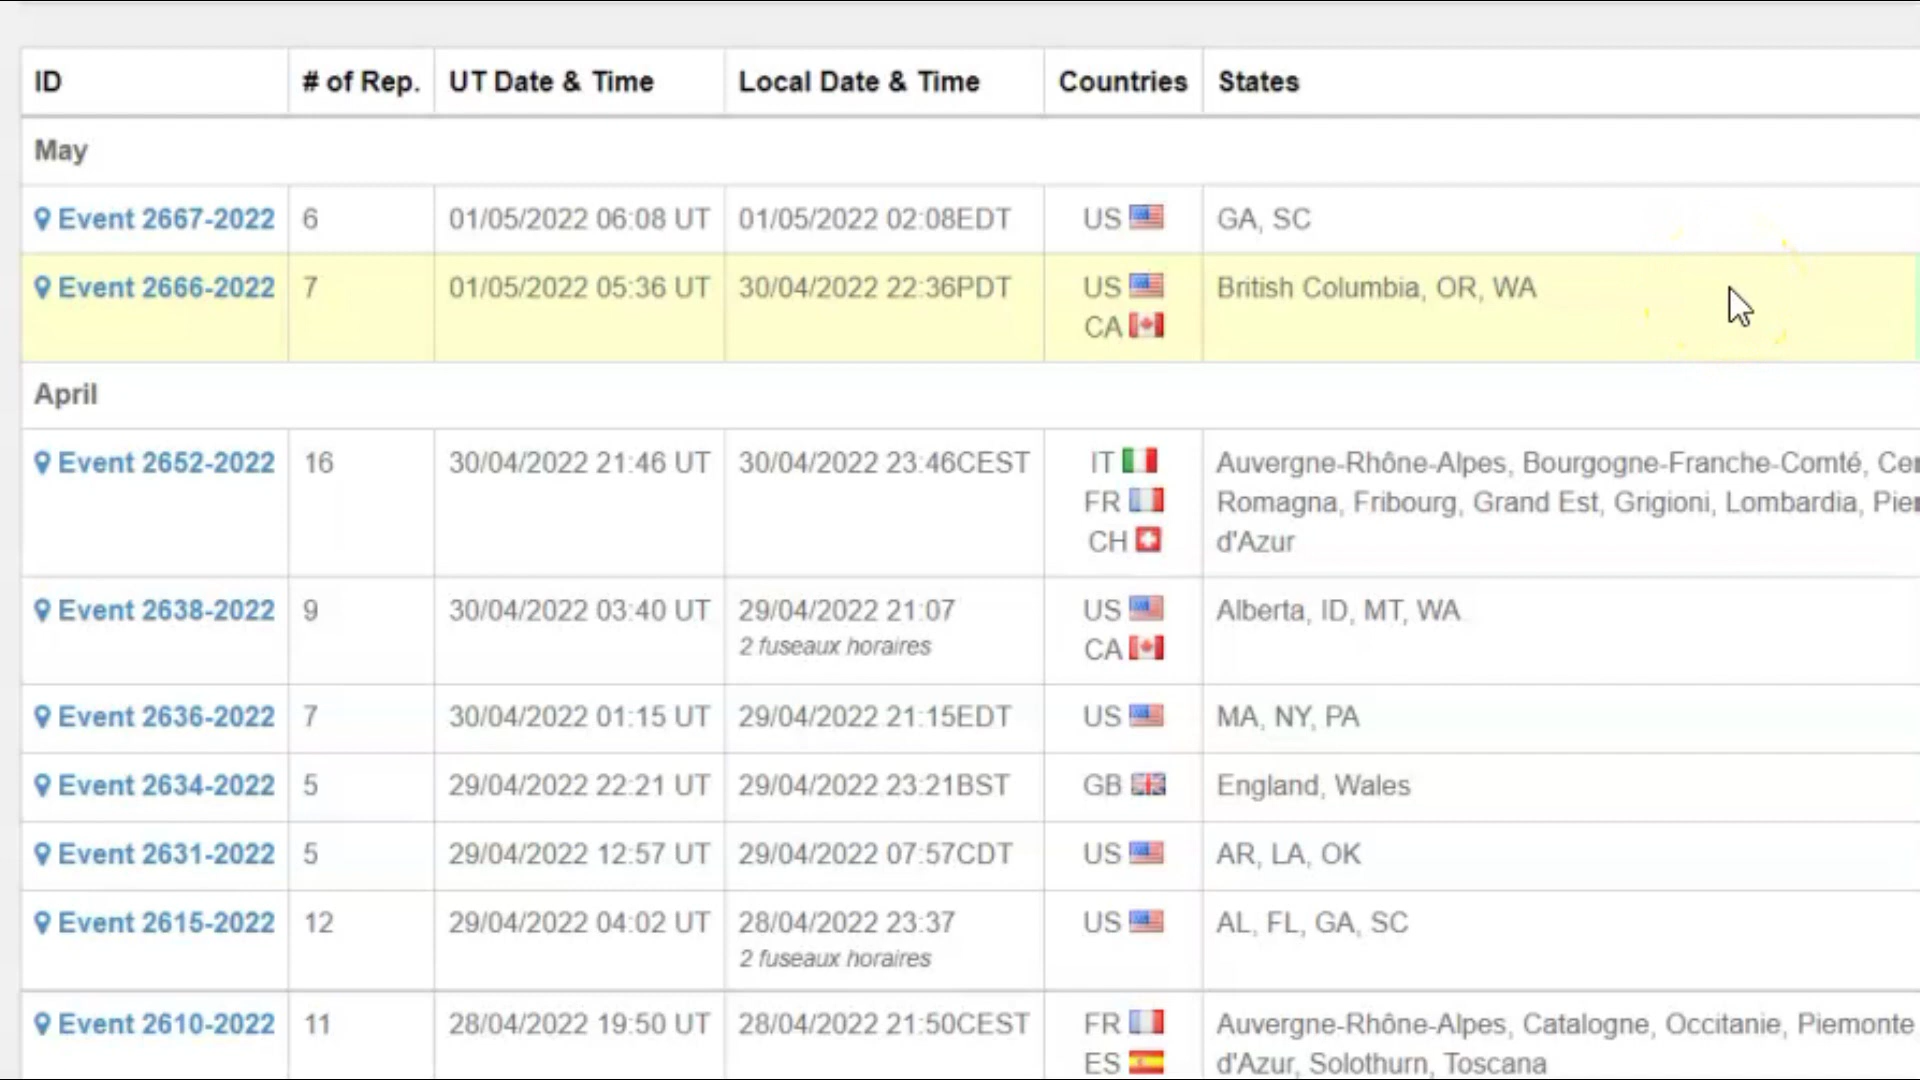 ID # of Rep. UT Date & Time Local Date & Time Countries States
May
Event 2667-2022 6 01/05/2022 06:08 UT 01/05/2022 02:08EDT US GA, SC
Event 2666-2022 7 01/05/2022 05:36 UT 30/04/2022 22:36PDT US British Columbia, OR, WA
CA
April
Event 2652-2022 16 30/04/2022 21:46 UT 30/04/2022 23:46CEST IT Auvergne-Rhône-Alpes, Bourgogne-Franche-Comté,
FR Romagna, Fribourg, Grand Est, Grigioni, Lombardia,
CH d'Azur
Event 2638-2022 9 30/04/2022 03:40 UT 29/04/2022 21:07 US Alberta, ID, MT, WA
2 fuseaux horaires CA
Event 2636-2022 7 30/04/2022 01:15 UT 29/04/2022 21:15EDT US MA, NY, PA
Event 2634-2022 5 29/04/2022 22:21 UT 29/04/2022 23:21BST GB England, Wales
Event 2631-2022 5 29/04/2022 12:57 UT 29/04/2022 07:57CDT US AR, LA, OK
Event 2615-2022 12 29/04/2022 04:02 UT 28/04/2022 23:37 US AL, FL, GA, SC
2 fuseaux horaires
Event 2610-2022 11 28/04/2022 19:50 UT 28/04/2022 21:50CEST FR Auvergne-Rhône-Alpes, Catalogne, Occitanie, Piemonte
ES d'Azur, Solothurn, Toscana